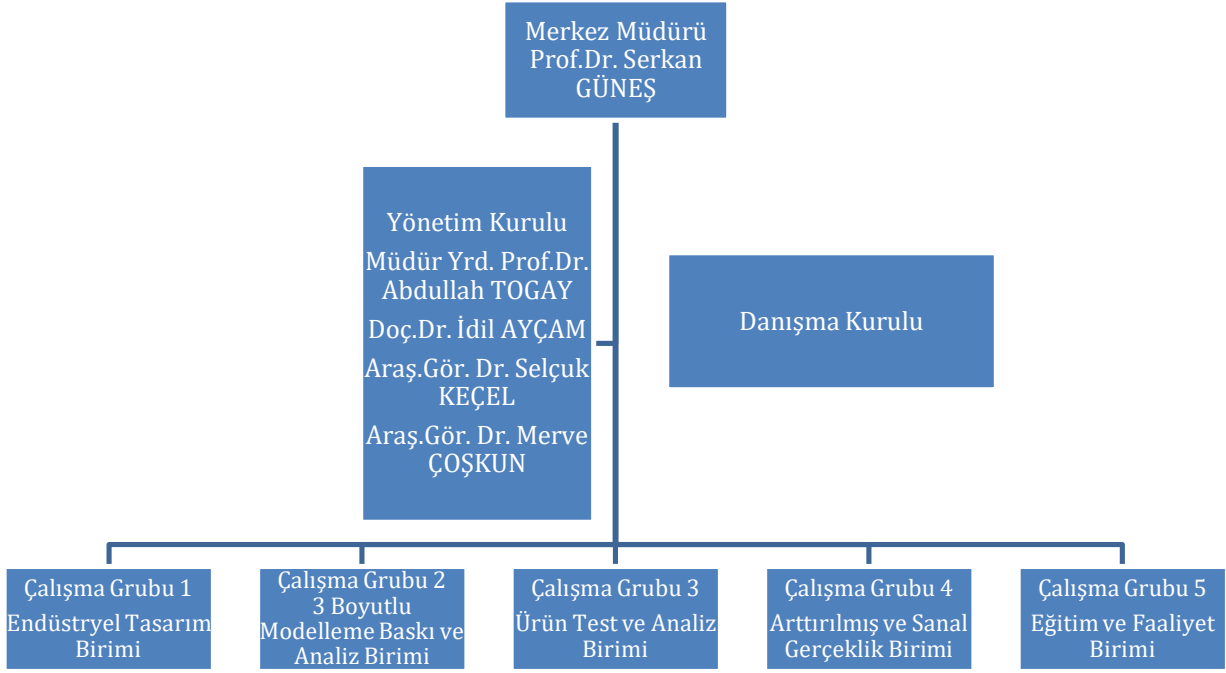 Merkez Müdürü
Prof.Dr. Serkan
GÜNEŞ
Yönetim Kurulu
Müdür Yrd. Prof.Dr.
Abdullah TOGAY
Doç.Dr. İdil AYÇAM
Araş.Gör. Dr. Selçuk
KEÇEL
Araş.Gör. Dr. Merve
ÇOŞKUN
Danışma Kurulu
Çalışma Grubu 1
Endüstryel Tasarım
Birimi
Çalışma Grubu 2
3 Boyutlu
Modelleme Baskı ve
Analiz Birimi
Çalışma Grubu 3
Ürün Test ve Analiz
Birimi
Çalışma Grubu 4
Arttırılmış ve Sanal
Gerçeklik Birimi
Çalışma Grubu 5
Eğitim ve Faaliyet
Birimi